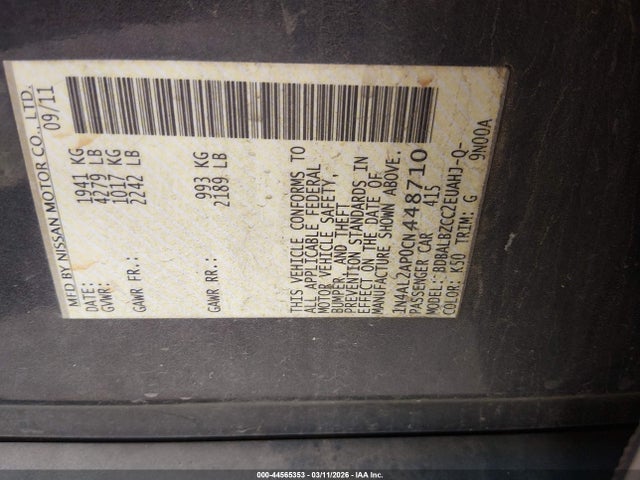 MFD BY NISSAN MOTOR CO., LTD.
DATE: 09/11
GVWR: 1941 KG
4279 LB
GAWR FR.: 1017 KG
2242 LB
GAWR RR.: 993 KG
2189 LB
THIS VEHICLE CONFORMS TO
ALL APPLICABLE FEDERAL
MOTOR VEHICLE SAFETY,
BUMPER, AND THEFT
PREVENTION STANDARDS IN
EFFECT ON THE DATE OF
MANUFACTURE SHOWN ABOVE.
1N4AL2AP0CN448710
PASSENGER CAR 415
MODEL: BDBALBZCC2EUAHJ-Q-
COLOR: K50 TRIM: G 9N00A
000-44565353 - 03/11/2026 - IAA Inc.